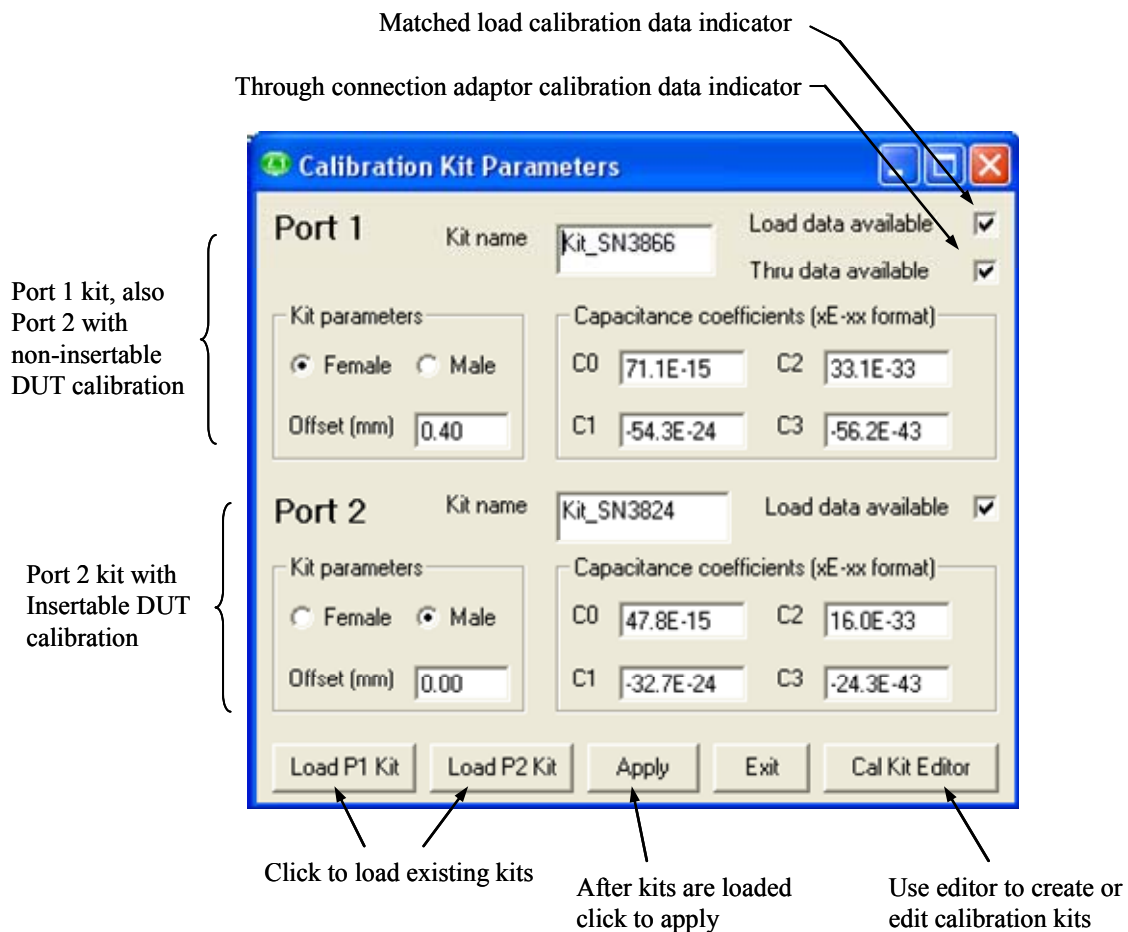 Matched load calibration data indicator
Through connection adaptor calibration data indicator
Calibration Kit Parameters
Port 1
Kit name
Kit_SN3866
Load data available
Thru data available
Port 1 kit, also
Port 2 with
non-insertable
DUT calibration
Kit parameters
Female Male
Offset (mm) 0.40
Capacitance coefficients (xE-xx format)
C0 71.1E-15 C2 33.1E-33
C1 -54.3E-24 C3 -56.2E-43
Port 2
Kit name
Kit_SN3824
Load data available
Port 2 kit with
Insertable DUT
calibration
Kit parameters
Female Male
Offset (mm) 0.00
Capacitance coefficients (xE-xx format)
C0 47.8E-15 C2 16.0E-33
C1 -32.7E-24 C3 -24.3E-43
Load P1 Kit Load P2 Kit Apply Exit Cal Kit Editor
Click to load existing kits
After kits are loaded
click to apply
Use editor to create or
edit calibration kits